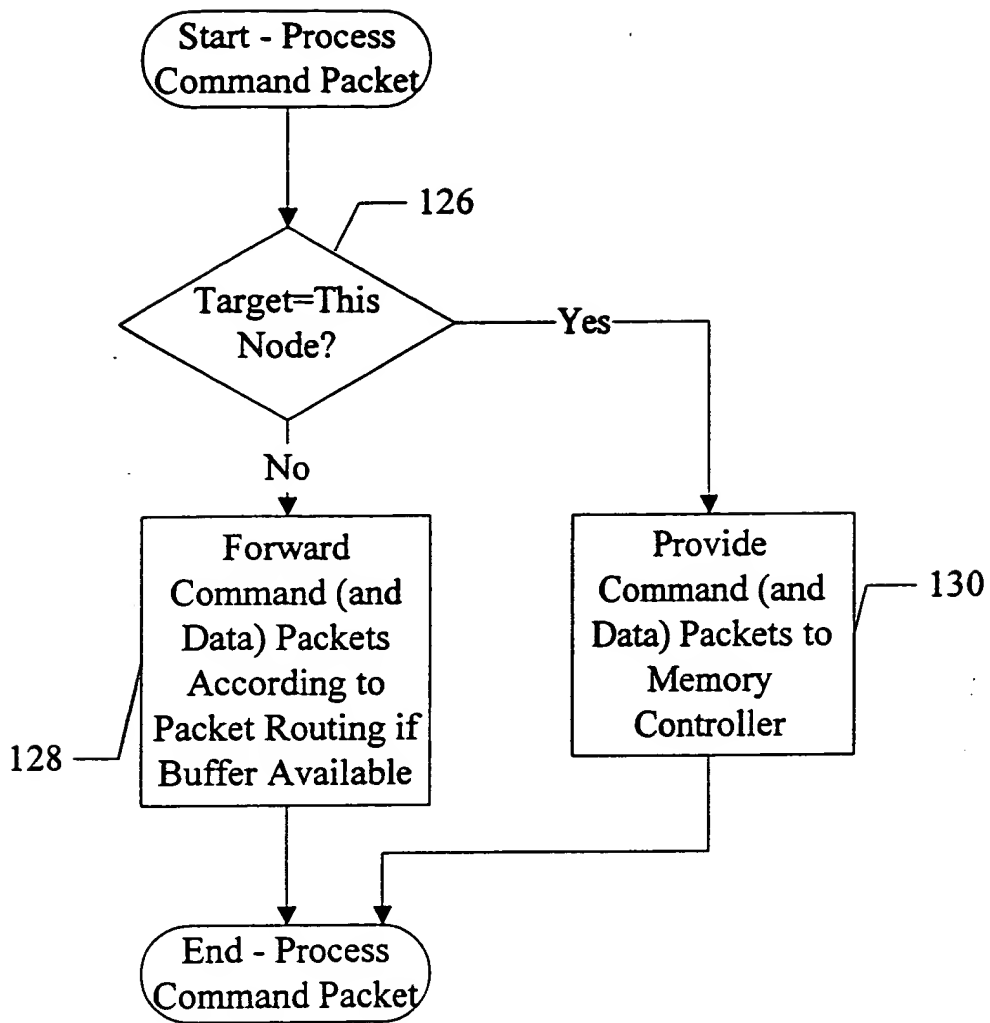 Start - Process
Command Packet
126
Target=This
Node?
Yes
No
Forward
Command (and
Data) Packets
According to
Packet Routing if
Buffer Available
128
Provide
Command (and
Data) Packets to
Memory
Controller
130
End - Process
Command Packet